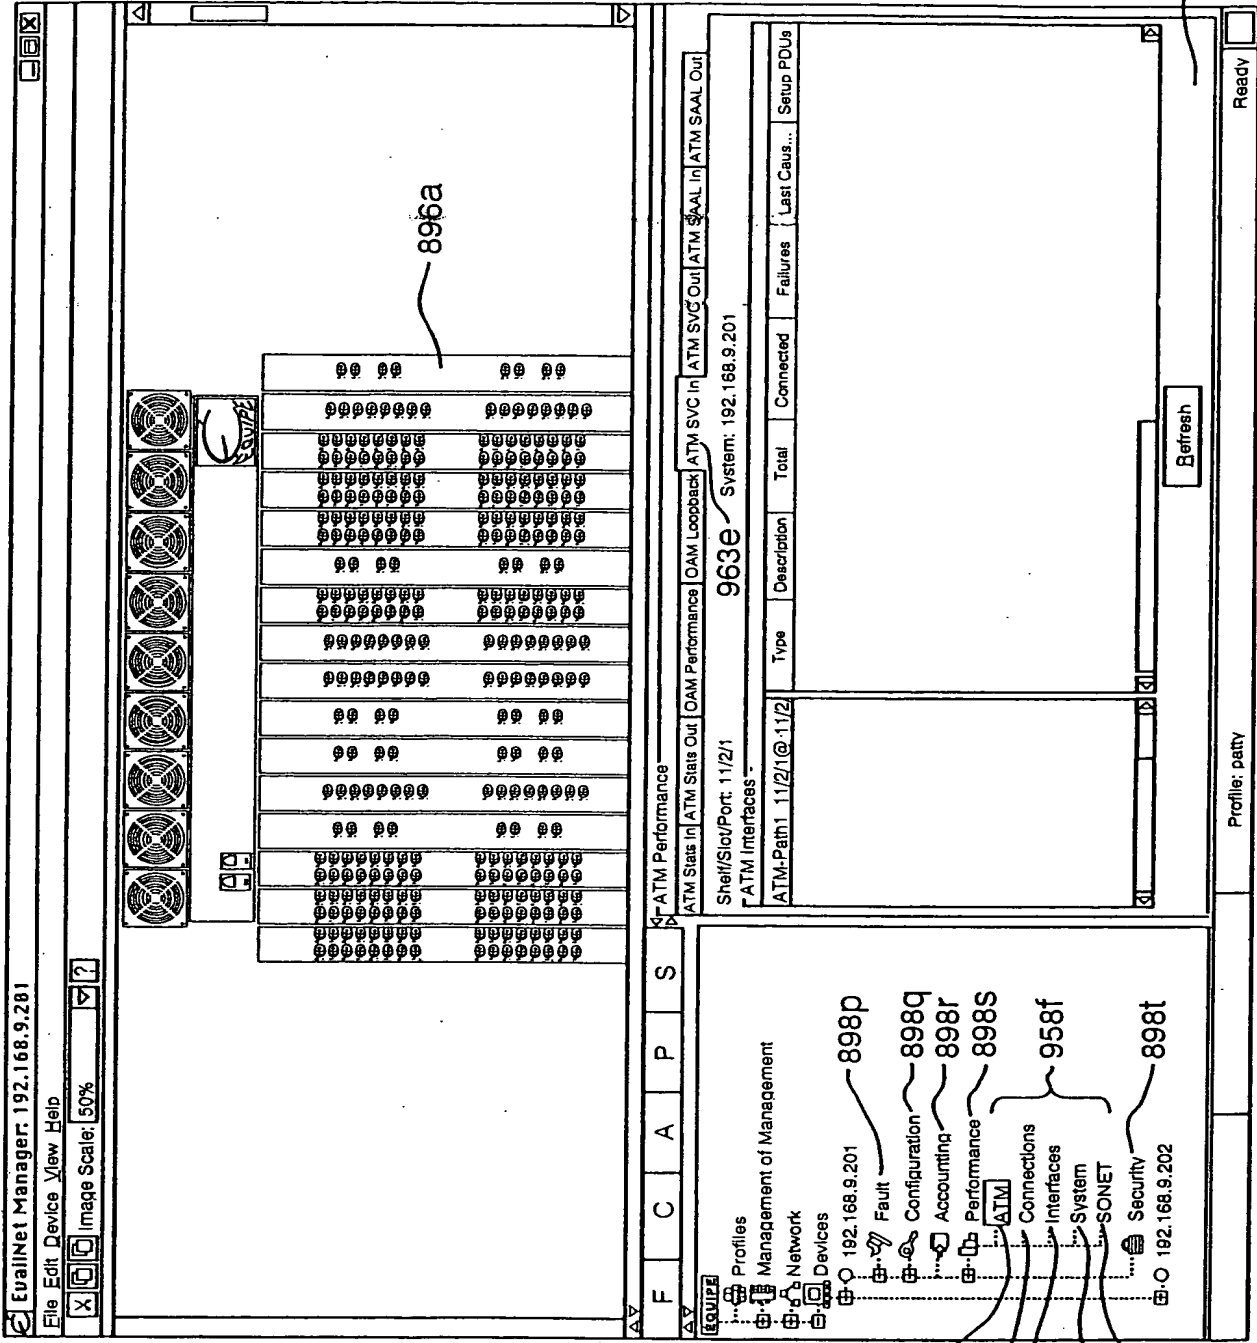 EvallNet Manager: 192.168.9.201
File Edit Device View Help
Image Scale: 50% ?
EQUIPE
896a
F C A P S
EQUIPE
Profiles
Management of Management
Network
Devices
192.168.9.201
Fault
Configuration
Accounting
Performance
ATM
Connections
Interfaces
System
SONET
Security
192.168.9.202
898p
898q
898r
898s
958f
898t
ATM Performance
ATM Stats In ATM Stats Out OAM Performance OAM Loopback ATM SVC In ATM SVC Out ATM SAAL In ATM SAAL Out
963e
Shelf/Slot/Port: 11/2/1 System: 192.168.9.201
ATM Interfaces
ATM-Path1 11/2/1@11/2
Type Description Total Connected Failures Last Caus... Setup PDUs
Refresh
Profile: patty
Ready